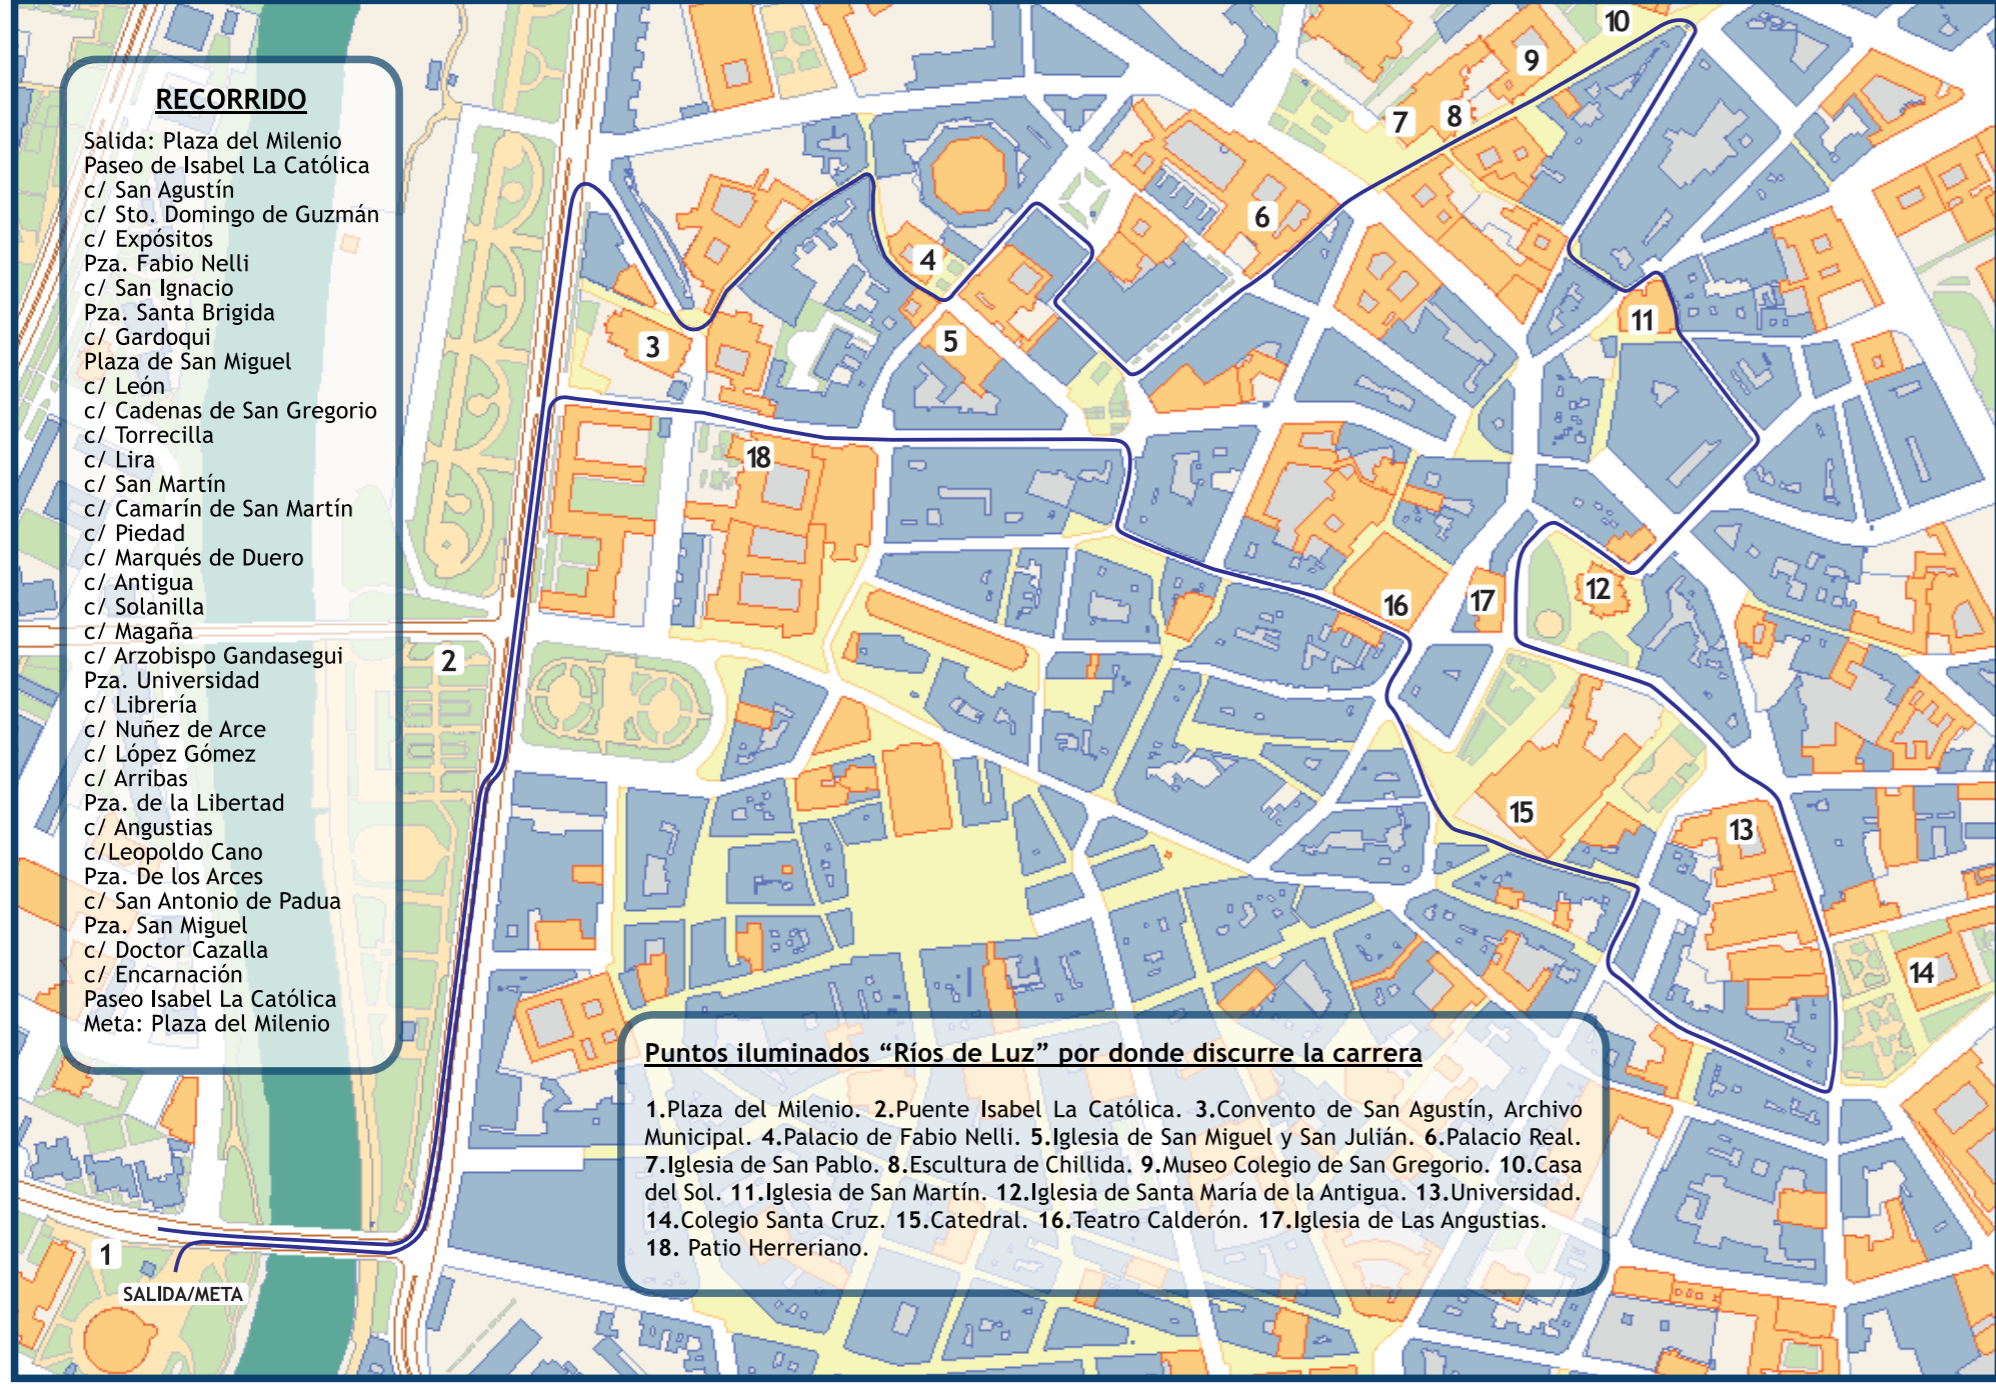 RECORRIDO
Salida: Plaza del Milenio
Paseo de Isabel La Católica
c/ San Agustín
c/ Sto. Domingo de Guzmán
c/ Expósitos
Pza. Fabio Nelli
c/ San Ignacio
Pza. Santa Brigida
c/ Gardoqui
Plaza de San Miguel
c/ León
c/ Cadenas de San Gregorio
c/ Torrecilla
c/ Lira
c/ San Martín
c/ Camarín de San Martín
c/ Piedad
c/ Marqués de Duero
c/ Antigua
c/ Solanilla
c/ Magaña
c/ Arzobispo Gandasegui
Pza. Universidad
c/ Librería
c/ Nuñez de Arce
c/ López Gómez
c/ Arribas
Pza. de la Libertad
c/ Angustias
c/Leopoldo Cano
Pza. De los Arces
c/ San Antonio de Padua
Pza. San Miguel
c/ Doctor Cazalla
c/ Encarnación
Paseo Isabel La Católica
Meta: Plaza del Milenio
10
9
8
7
6
4
11
3
5
18
12
16
17
2
15
13
14
1
SALIDA/META
Puntos iluminados “Ríos de Luz” por donde discurre la carrera
1.Plaza del Milenio. 2.Puente Isabel La Católica. 3.Convento de San Agustín, Archivo
Municipal. 4.Palacio de Fabio Nelli. 5.Iglesia de San Miguel y San Julián. 6.Palacio Real.
7.Iglesia de San Pablo. 8.Escultura de Chillida. 9.Museo Colegio de San Gregorio. 10.Casa
del Sol. 11.Iglesia de San Martín. 12.Iglesia de Santa María de la Antigua. 13.Universidad.
14.Colegio Santa Cruz. 15.Catedral. 16.Teatro Calderón. 17.Iglesia de Las Angustias.
18. Patio Herreriano.